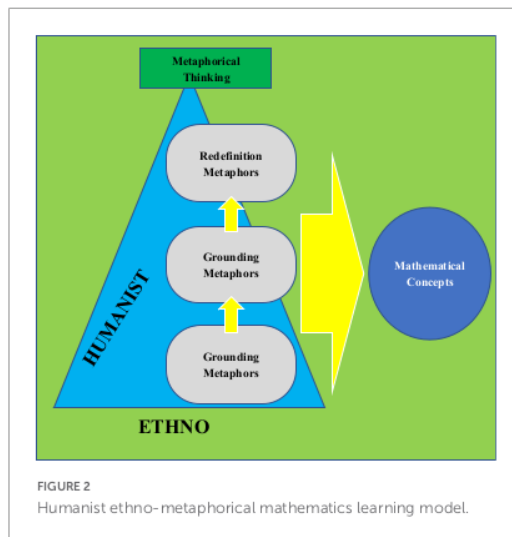 Metaphorical
Thinking
Redefinition
Metaphors
Grounding
Metaphors
Grounding
Metaphors
HUMANIST
ETHNO
Mathematical
Concepts
FIGURE 2
Humanist ethno-metaphorical mathematics learning model.